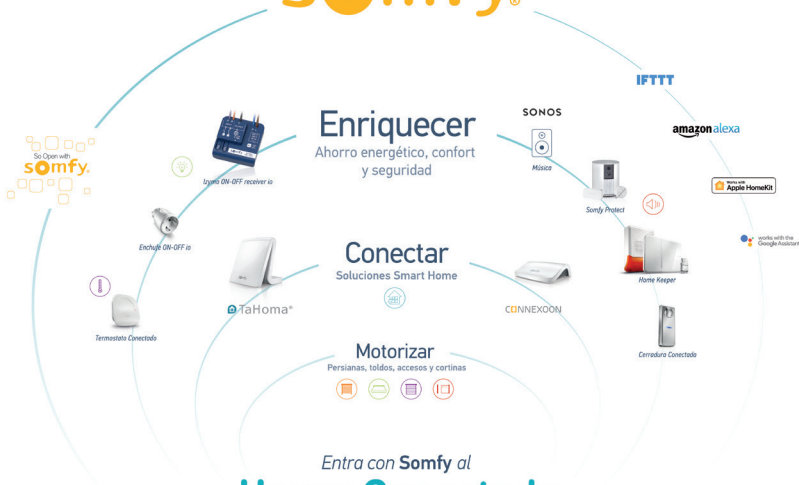 somfy®
IFTTT
SONOS
amazon alexa
Enriquecer
Ahorro energético, confort
y seguridad
So Open with
somfy.
Izymo ON-OFF receiver io
Música
Works with
Apple HomeKit
Somfy Protect
works with the
Google Assistant
Enchufe ON-OFF io
Conectar
Soluciones Smart Home
Home Keeper
TaHoma®
CONNEXOON
Termostato Conectado
Motorizar
Persianas, toldos, accesos y cortinas
Cerradura Conectada
Entra con Somfy al